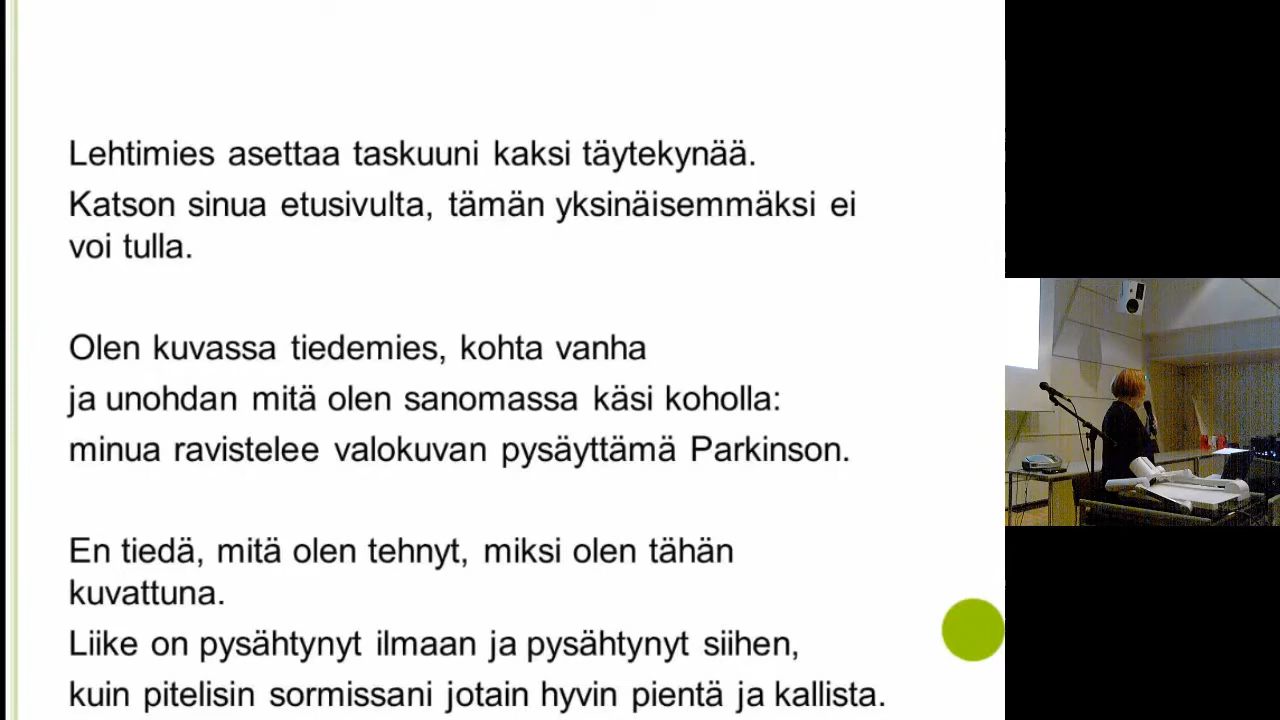 Lehtimies asettaa taskuuni kaksi täytekynää.
Katson sinua etusivulta, tämän yksinäisemmäksi ei
voi tulla.
Olen kuvassa tiedemies, kohta vanha
ja unohdan mitä olen sanomassa käsi koholla:
minua ravistelee valokuvan pysäyttämä Parkinson.
En tiedä, mitä olen tehnyt, miksi olen tähän
kuvattuna.
Liike on pysähtynyt ilmaan ja pysähtynyt siihen,
kuin pitelisin sormissani jotain hyvin pientä ja kallista.